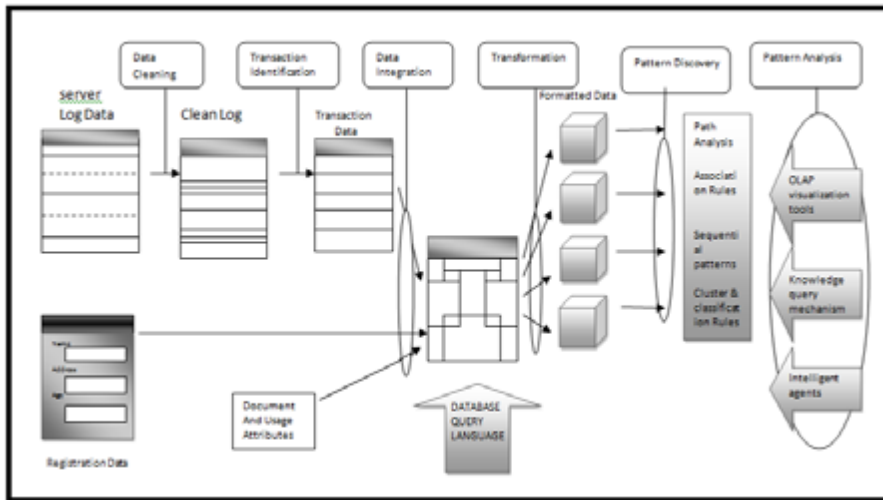 Data
Cleaning
Transaction
Identification
Data
Integration
Transformation
Pattern Discovery
Pattern Analysis
server
Log Data
Clean Log
Transaction
Data
Formatted Data
Path
Analysis
Associati
on Rules
Sequenti
al
patterns
Cluster &
classificat
ion Rules
OLAP
visualization
tools
Knowledge
query
mechanism
Intelligent
agents
Address
Age
Registration Data
Document
And Usage
Attributes
DATABASE
QUERY
LANGUAGE